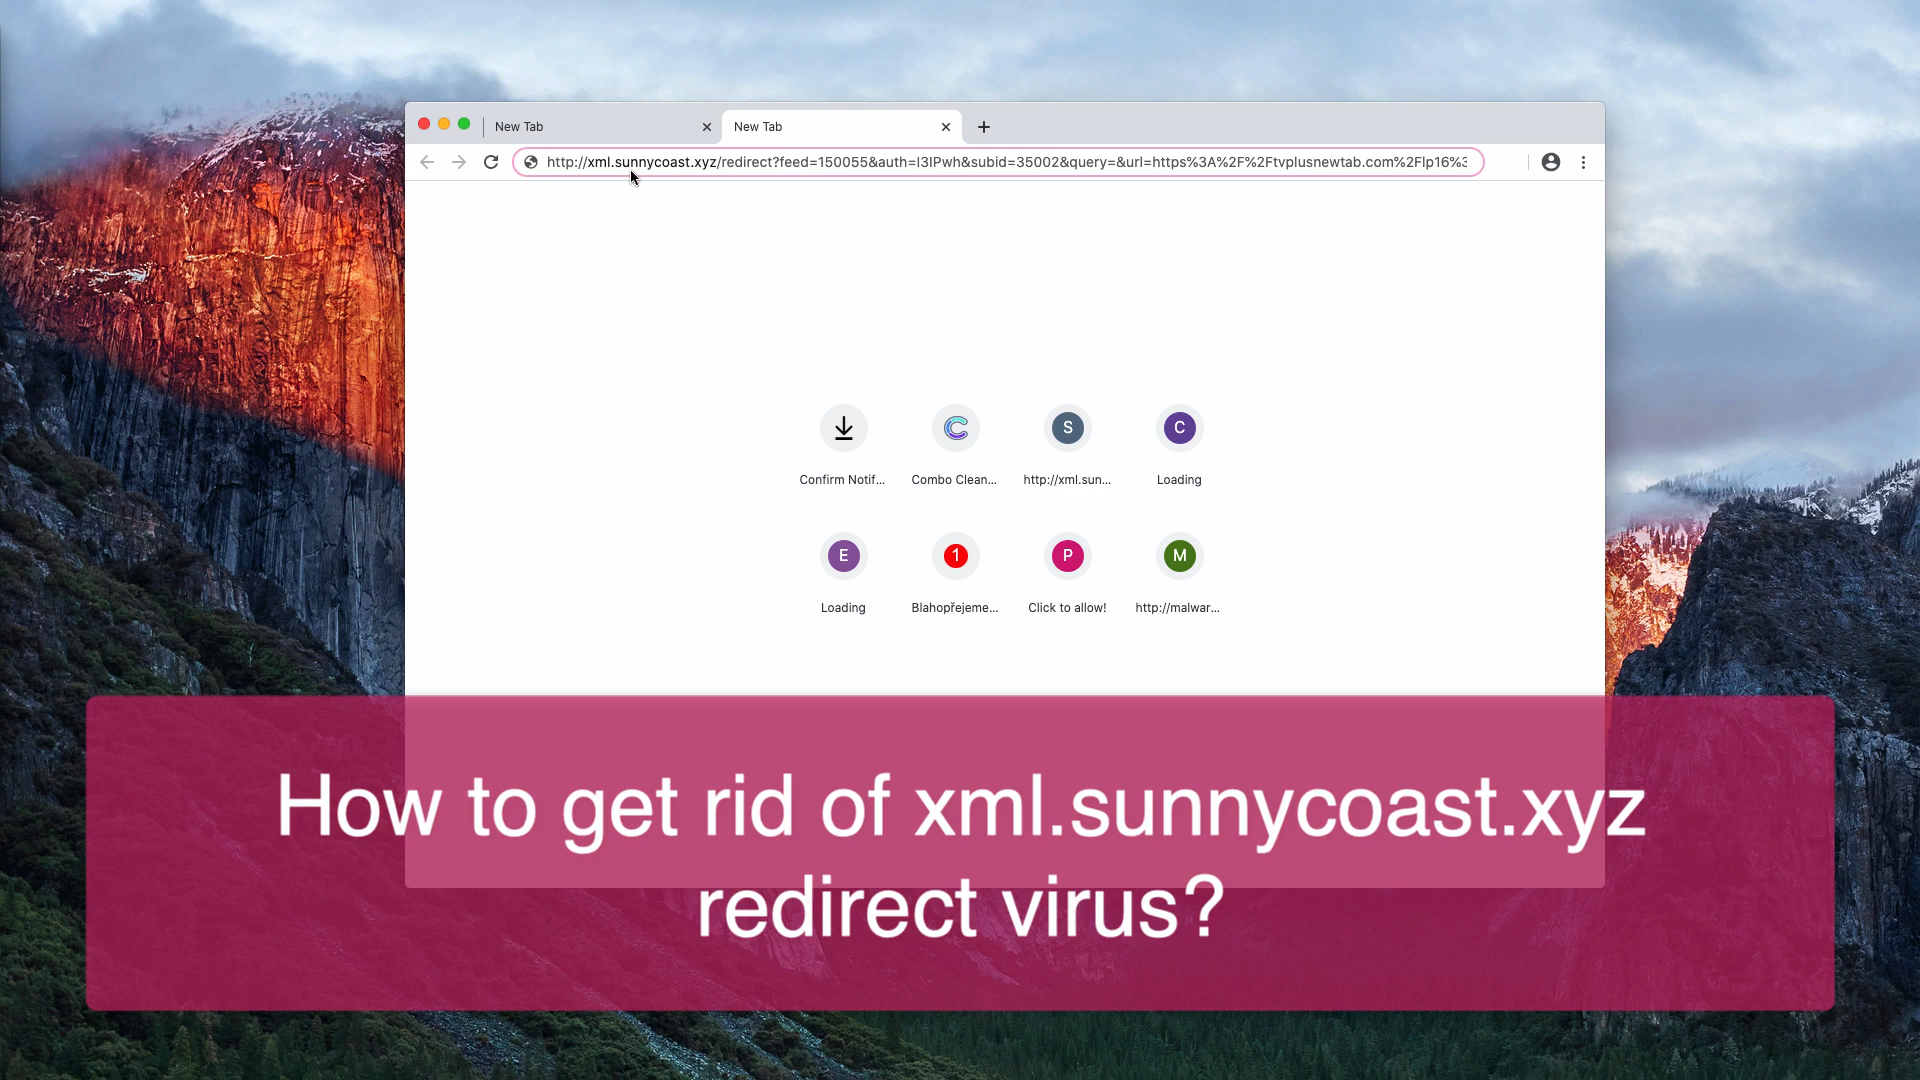 New Tab
New Tab
http://xml.sunnycoast.xyz/redirect?feed=150055&auth=I3IPwh&subid=35002&query=&url=https%3A%2F%2Ftvplusnewtab.com%2Flp16%3
Confirm Notif...
Combo Clean...
S
http://xml.sun...
C
Loading
E
Loading
1
Blahopřejeme...
P
Click to allow!
M
http://malwar...
How to get rid of xml.sunnycoast.xyz
redirect virus?